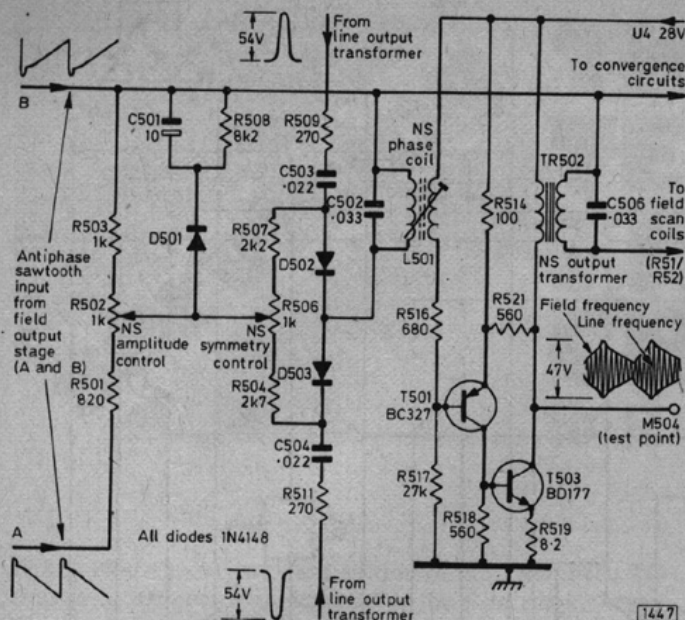 54V
From
line output
transformer
U4 28V
B
To convergence
circuits
C501
10
R508
8k2
R509
270
NS
phase
coil
C503
·022
TR502
To
field
scan
coils
R503
1k
R507
2k2
C502
·033
R514
100
C506
·033
D501
D502
Antiphase
sawtooth
input
from
field
output
stage
(A and B)
L501
NS output
transformer
(R51/
R52)
R502
1k
NS
amplitude
control
R506
1k
NS
symmetry
control
R516
680
R521
560
Field frequency
Line frequency
R501
820
R504
2k7
D503
T501
BC327
47V
M504
(test point)
C504
·022
T503
BD177
R517
27k
R511
270
R518
560
R519
8·2
A
All diodes 1N4148
54V
From
line output
transformer
1447